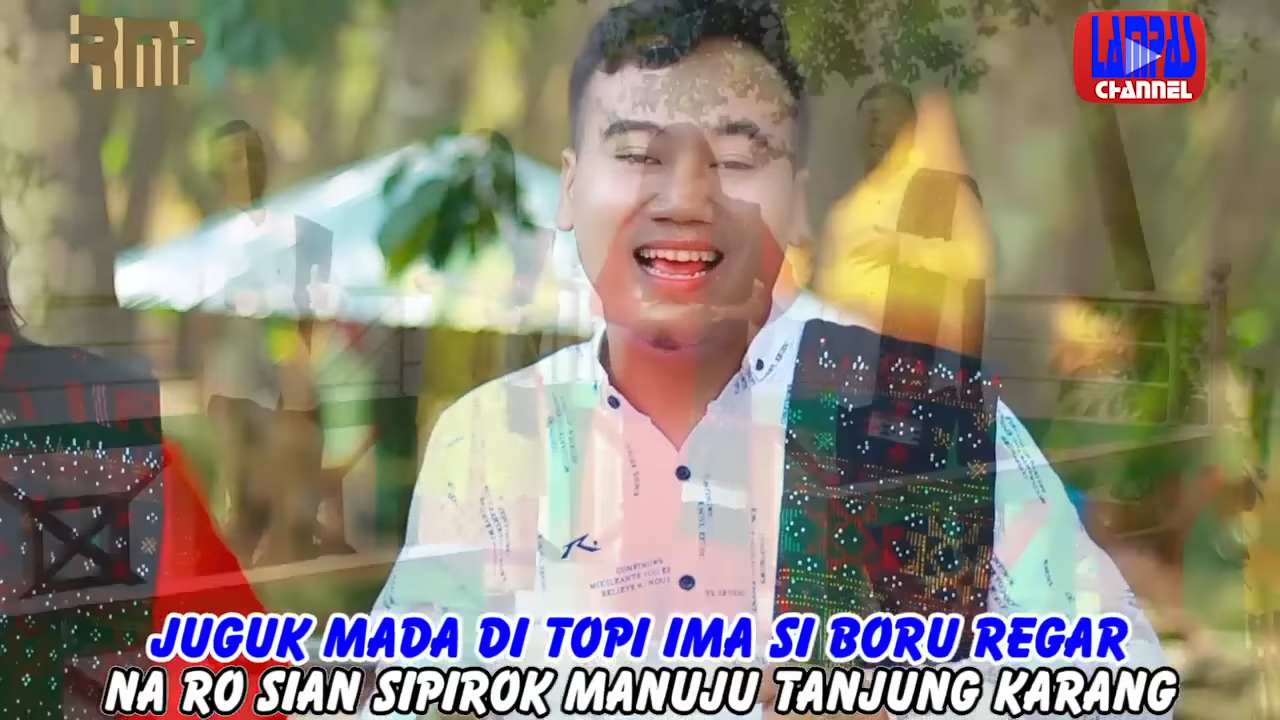 RMP
LAMPAS
CHANNEL
JUGUK MADA DI TOPI IMA SI BORU REGAR
NA RO SIAN SIPIROK MANUJU TANJUNG KARANG